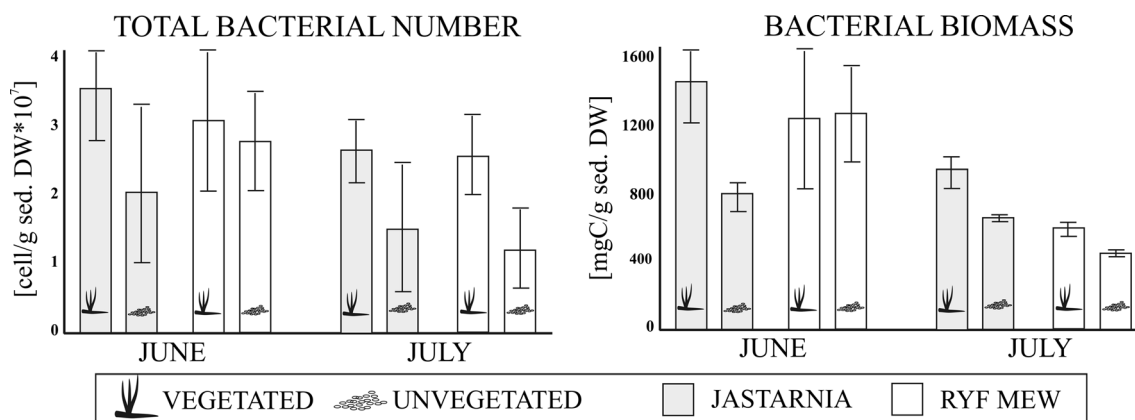 TOTAL BACTERIAL NUMBER
[cell/g sed. DW*10⁷]
4
3
2
1
0
JUNE
JULY
BACTERIAL BIOMASS
[mgC/g sed. DW]
1600
1200
800
400
0
JUNE
JULY
VEGETATED
UNVEGETATED
JASTARNIA
RYF MEW